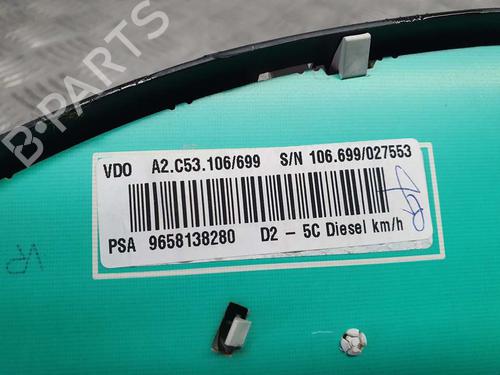 B-PARTS
VDO A2.C53.106/699 S/N 106.699/027553
PSA 9658138280 D2 - 5C Diesel km/h